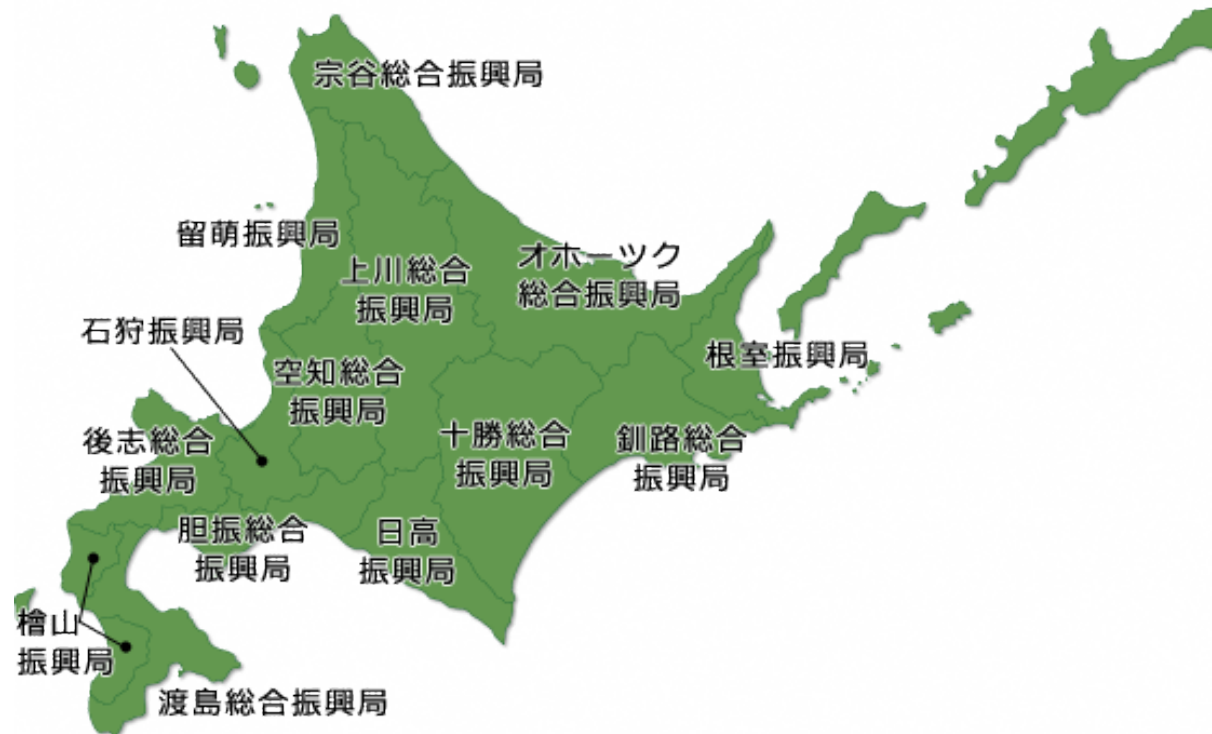 宗谷総合振興局
留萌振興局
上川総合
振興局
オホーツク
総合振興局
石狩振興局
根室振興局
空知総合
振興局
後志総合
振興局
十勝総合
振興局
釧路総合
振興局
胆振総合
振興局
日高
振興局
檜山
振興局
渡島総合振興局